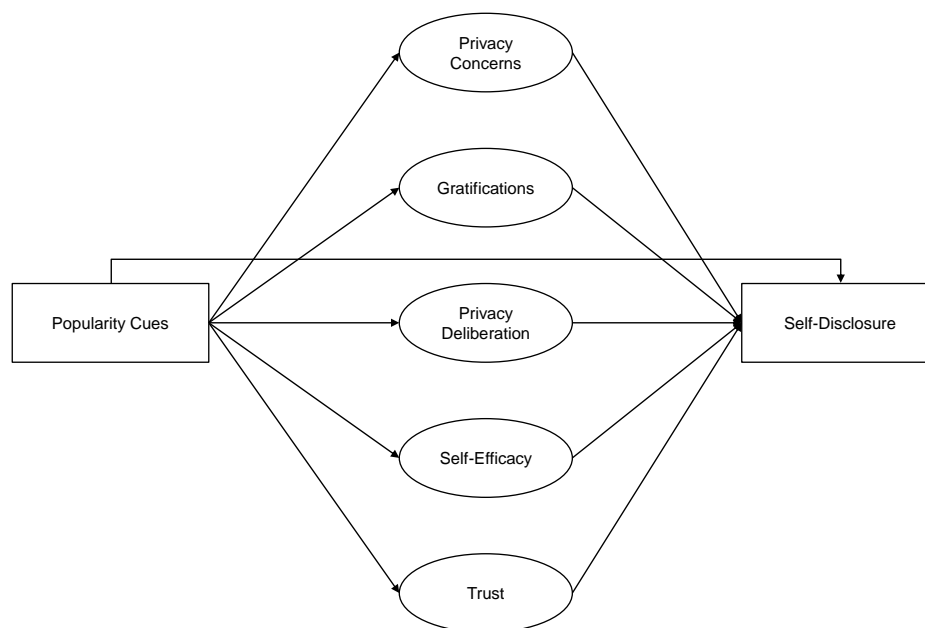 Privacy
Concerns
Gratifications
Popularity Cues
Privacy
Deliberation
Self-Disclosure
Self-Efficacy
Trust